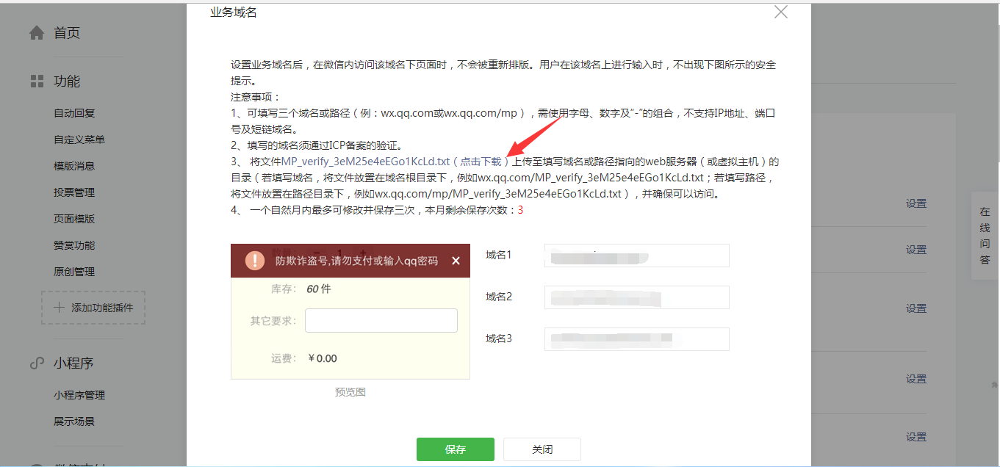 业务域名
首页
功能
自动回复
自定义菜单
模版消息
投票管理
页面模版
赞赏功能
原创管理
添加功能插件
小程序
小程序管理
展示场景
设置业务域名后，在微信内访问该域名下页面时，不会被重新排版。用户在该域名上进行输入时，不出现下图所示的安全
提示。
注意事项：
1、可填写三个域名或路径（例：wx.qq.com或wx.qq.com/mp），需使用字母、数字及“-”的组合，不支持IP地址、端口
号及短链域名。
2、填写的域名须通过ICP备案的验证。
3、 将文件MP_verify_3eM25e4eEGo1KcLd.txt（点击下载）上传至填写域名或路径指向的web服务器（或虚拟主机）的
目录（若填写域名，将文件放置在域名根目录下，例如wx.qq.com/MP_verify_3eM25e4eEGo1KcLd.txt；若填写路径，
将文件放置在路径目录下，例如wx.qq.com/mp/MP_verify_3eM25e4eEGo1KcLd.txt），并确保可以访问。
4、 一个自然月内最多可修改并保存三次，本月剩余保存次数：3
防欺诈盗号,请勿支付或输入qq密码
库存： 60 件
其它要求：
运费： ￥0.00
预览图
域名1
域名2
域名3
保存
关闭
设置
设置
设置
设置
设置
在
线
问
答